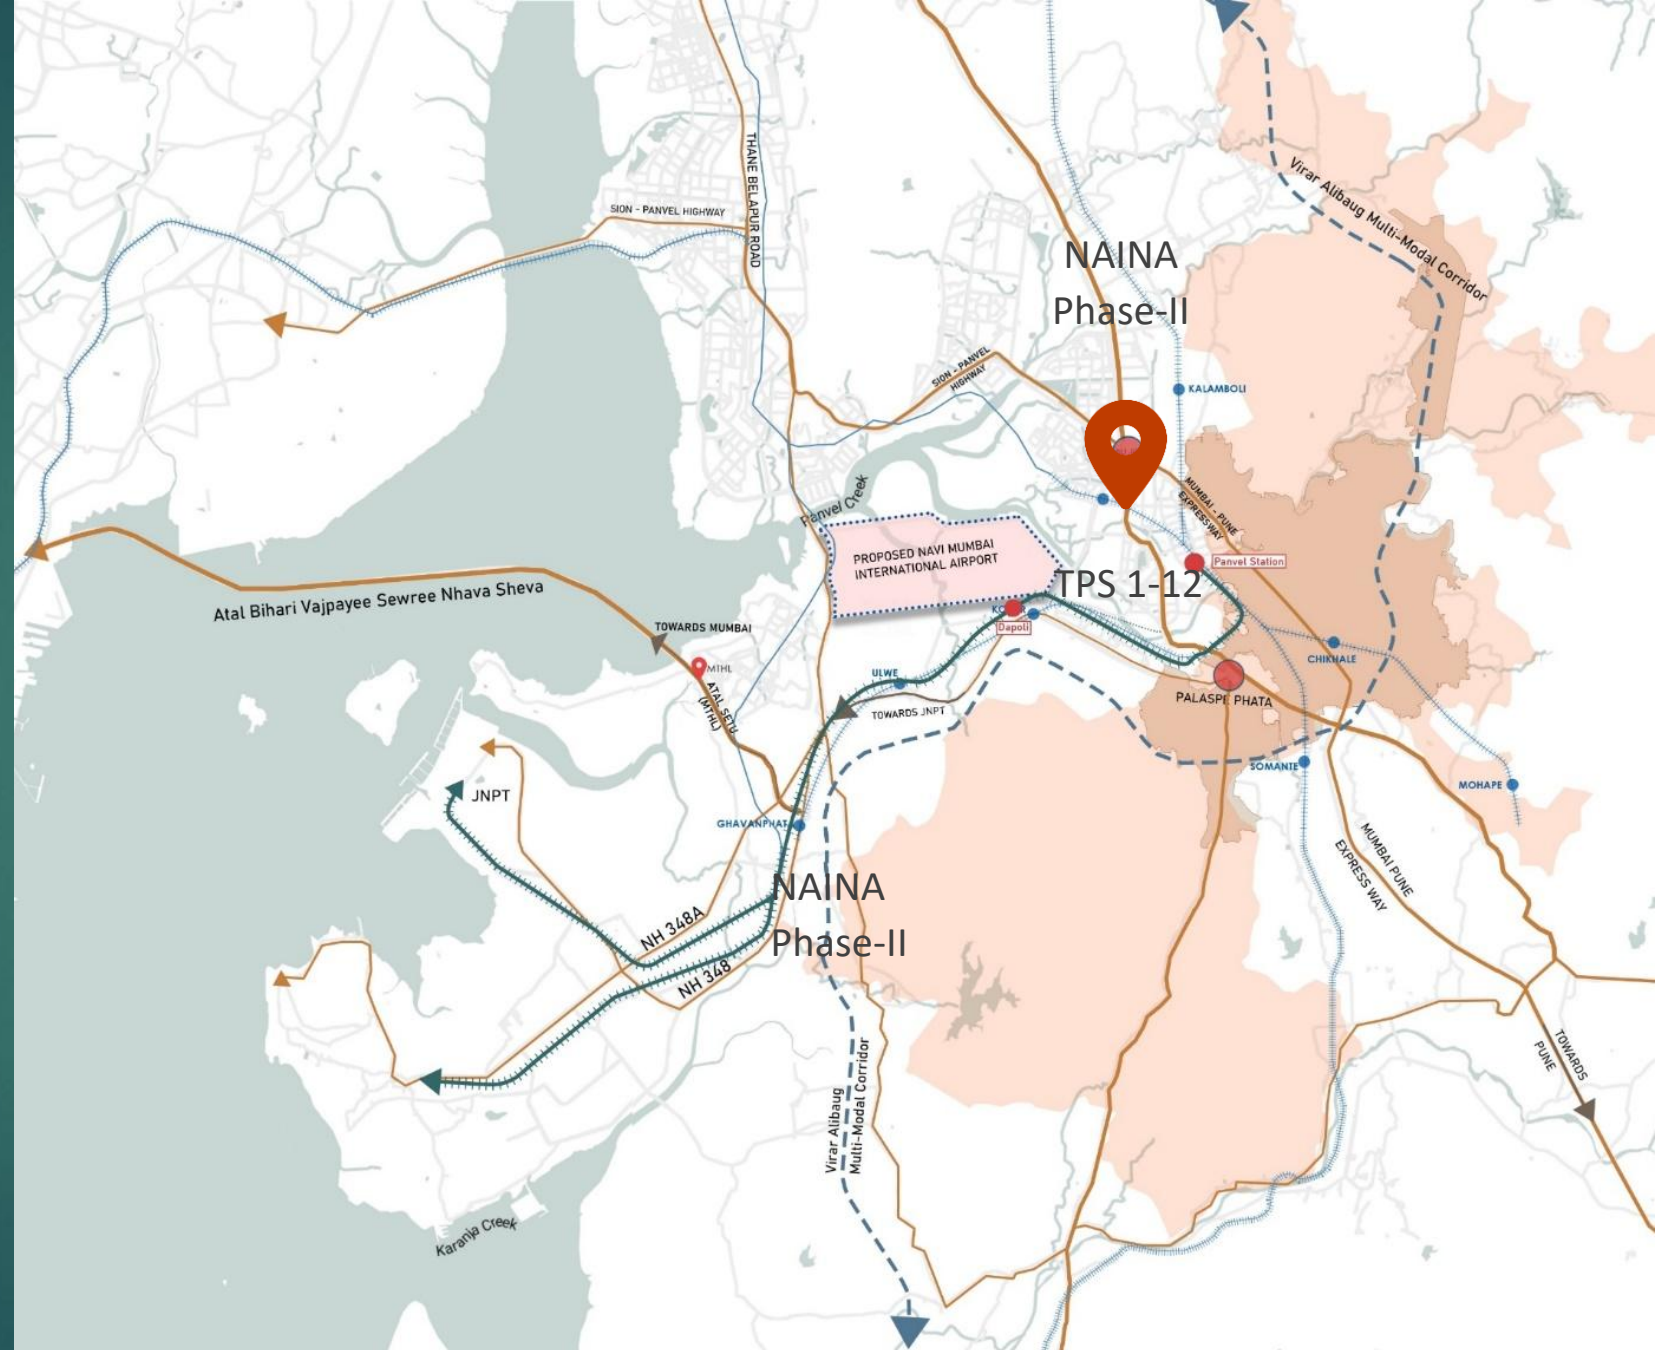 THANE BELAPUR ROAD
SION - PANVEL HIGHWAY
Virar Alibaug Multi-Modal Corridor
NAINA
Phase-II
SION - PANVEL
HIGHWAY
KALAMBOLI
Panvel Creek
MUMBAI - PUNE
EXPRESSWAY
PROPOSED NAVI MUMBAI
INTERNATIONAL AIRPORT
Panvel Station
TPS 1-12
Atal Bihari Vajpayee Sewree Nhava Sheva
Dapoli
TOWARDS MUMBAI
MTHL
ATAL SETU
(MTHL)
CHIKHALE
ULWE
PALASPE PHATA
TOWARDS JNPT
SOMANIE
MOHAPE
JNPT
GHAVANPHATA
MUMBAI PUNE
EXPRESS WAY
NAINA
Phase-II
NH 348A
NH 348
TOWARDS
PUNE
Virar Alibaug
Multi-Modal Corridor
Karanja Creek